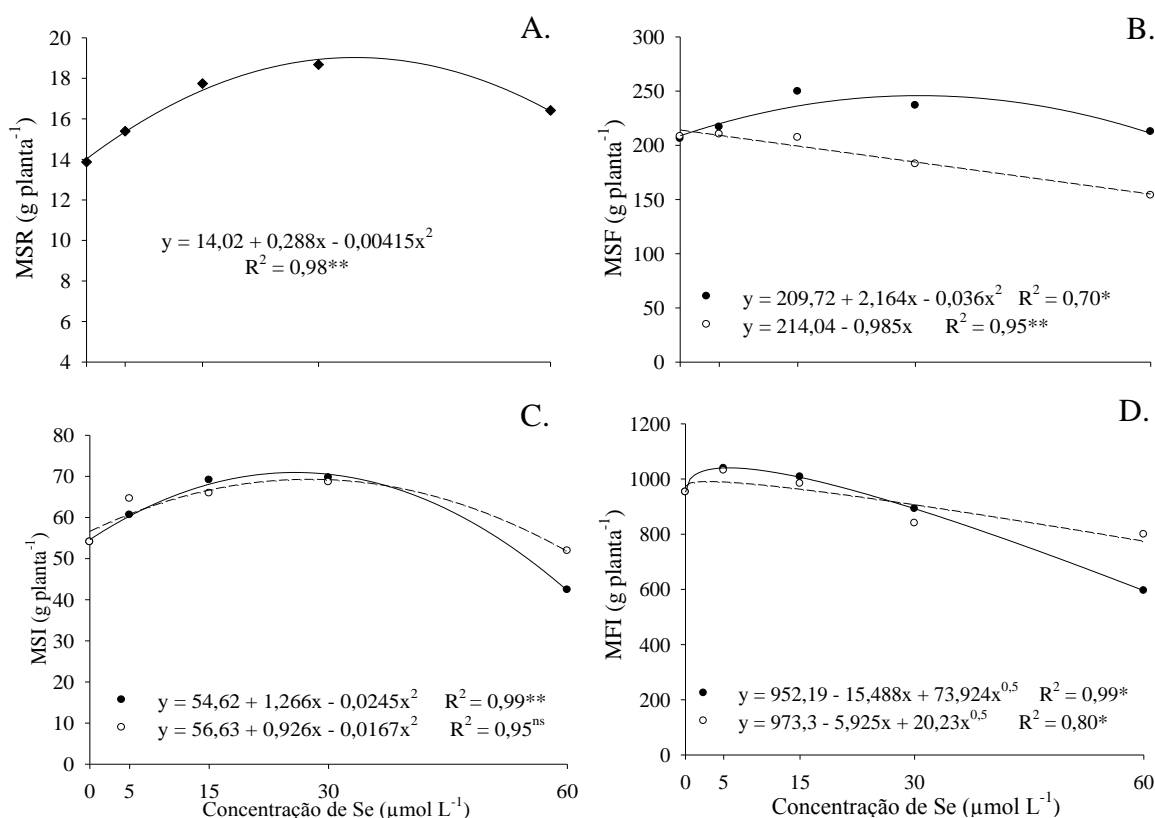 A.
20
18
16
14
12
10
8
6
4
MSR (g planta⁻¹)
y = 14,02 + 0,288x - 0,00415x²
R² = 0,98**
B.
300
250
200
150
100
50
0
MSF (g planta⁻¹)
y = 209,72 + 2,164x - 0,036x² R² = 0,70*
y = 214,04 - 0,985x R² = 0,95**
C.
80
70
60
50
40
30
20
10
0
MSI (g planta⁻¹)
y = 54,62 + 1,266x - 0,0245x² R² = 0,99**
y = 56,63 + 0,926x - 0,0167x² R² = 0,95ⁿˢ
0 5 15 30 60
Concentração de Se (µmol L⁻¹)
D.
1200
1000
800
600
400
200
0
MFI (g planta⁻¹)
y = 952,19 - 15,488x + 73,924x⁰,⁵ R² = 0,99*
y = 973,3 - 5,925x + 20,23x⁰,⁵ R² = 0,80*
0 5 15 30 60
Concentração de Se (µmol L⁻¹)